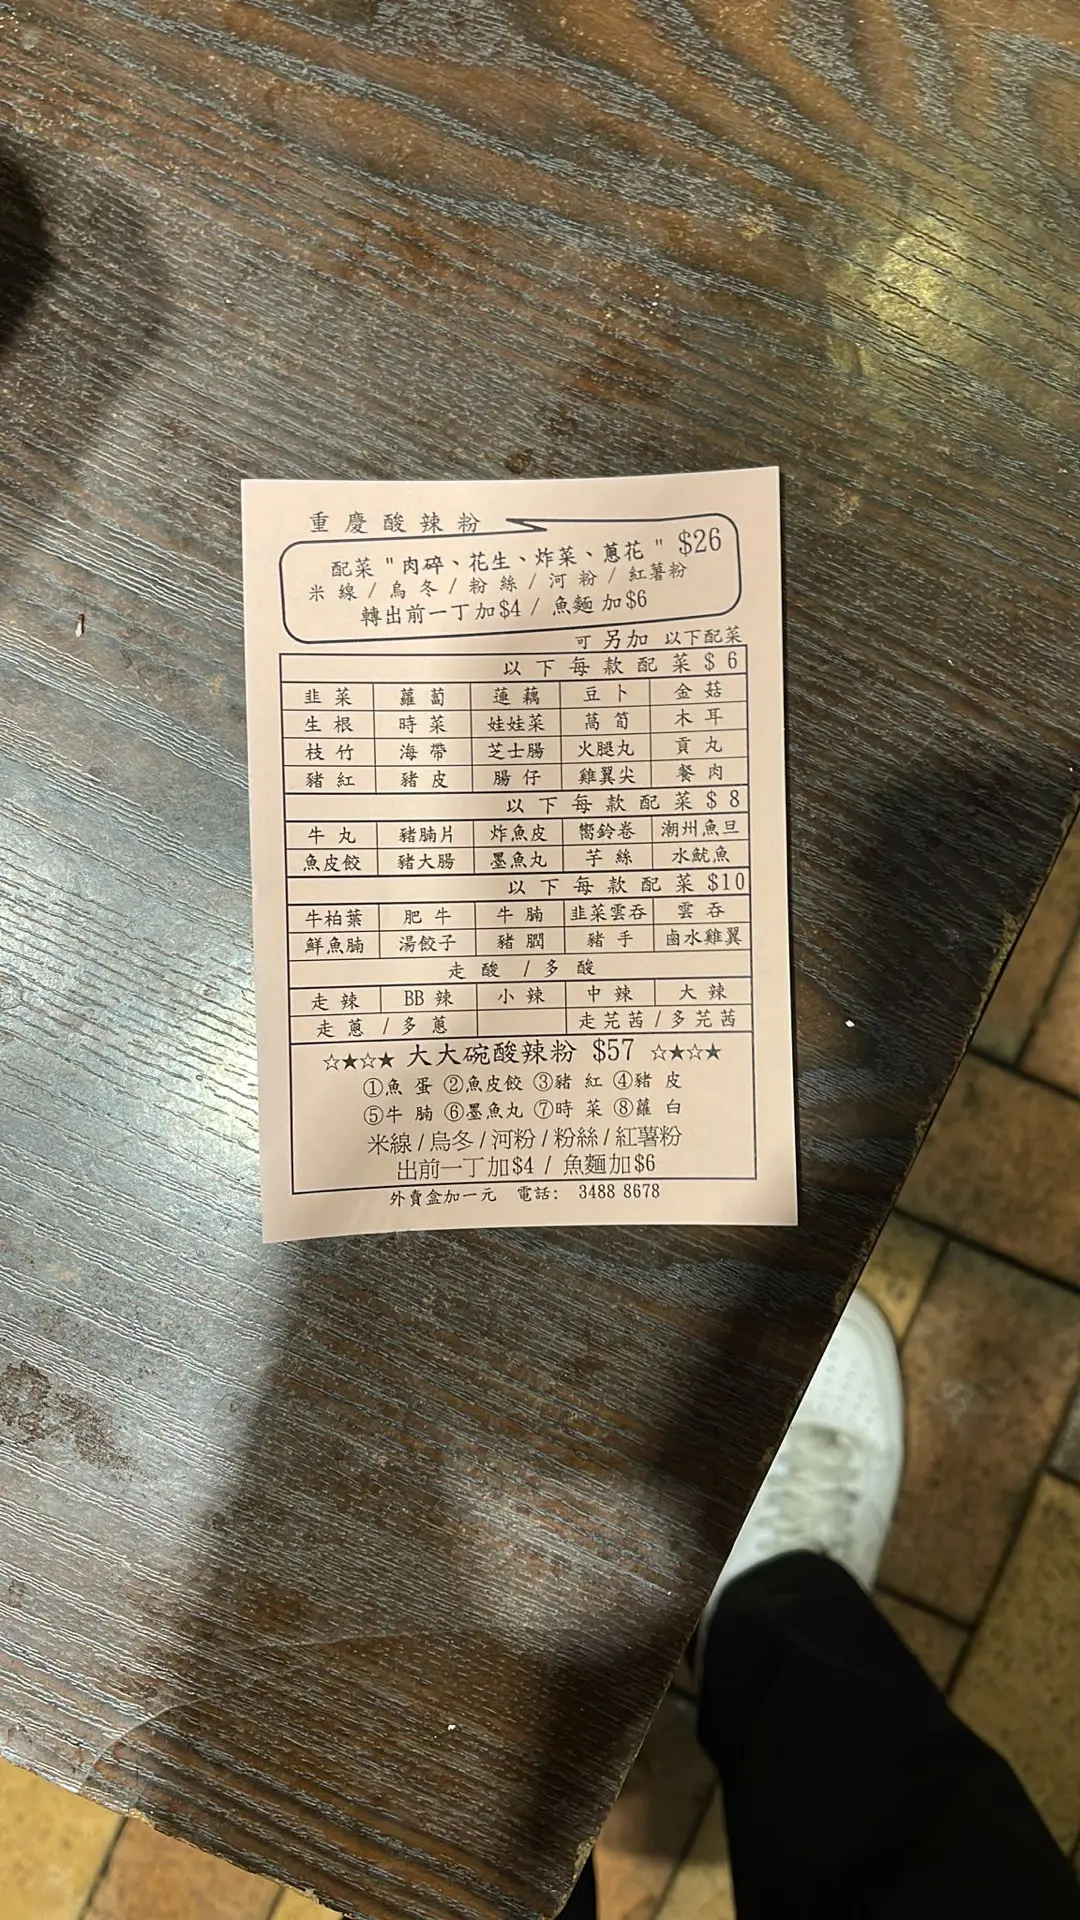 重慶酸辣粉
配菜 "肉碎、花生、炸菜、蔥花" $26
米線 / 烏冬 / 粉絲 / 河粉 / 紅薯粉
轉出前一丁加$4 / 魚麵加$6
可另加 以下配菜
以下每款配菜$6
韭菜 蘿蔔 蓮藕 豆卜 金菇
生根 時菜 娃娃菜 萵筍 木耳
枝竹 海帶 芝士腸 火腿丸 貢丸
豬紅 豬皮 腸仔 雞翼尖 餐肉
以下每款配菜$8
牛丸 豬腩片 炸魚皮 嚮鈴卷 潮州魚旦
魚皮餃 豬大腸 墨魚丸 芋絲 水魷魚
以下每款配菜$10
牛柏葉 肥牛 牛腩 韭菜雲吞 雲吞
鮮魚腩 湯餃子 豬潤 豬手 鹵水雞翼
走酸 / 多酸
走辣 BB辣 小辣 中辣 大辣
走蔥 / 多蔥 走芫茜 / 多芫茜
☆★☆★ 大大碗酸辣粉 $57 ☆★☆★
①魚蛋 ②魚皮餃 ③豬紅 ④豬皮
⑤牛腩 ⑥墨魚丸 ⑦時菜 ⑧蘿白
米線 / 烏冬 / 河粉 / 粉絲 / 紅薯粉
出前一丁加$4 / 魚麵加$6
外賣盒加一元 電話: 3488 8678